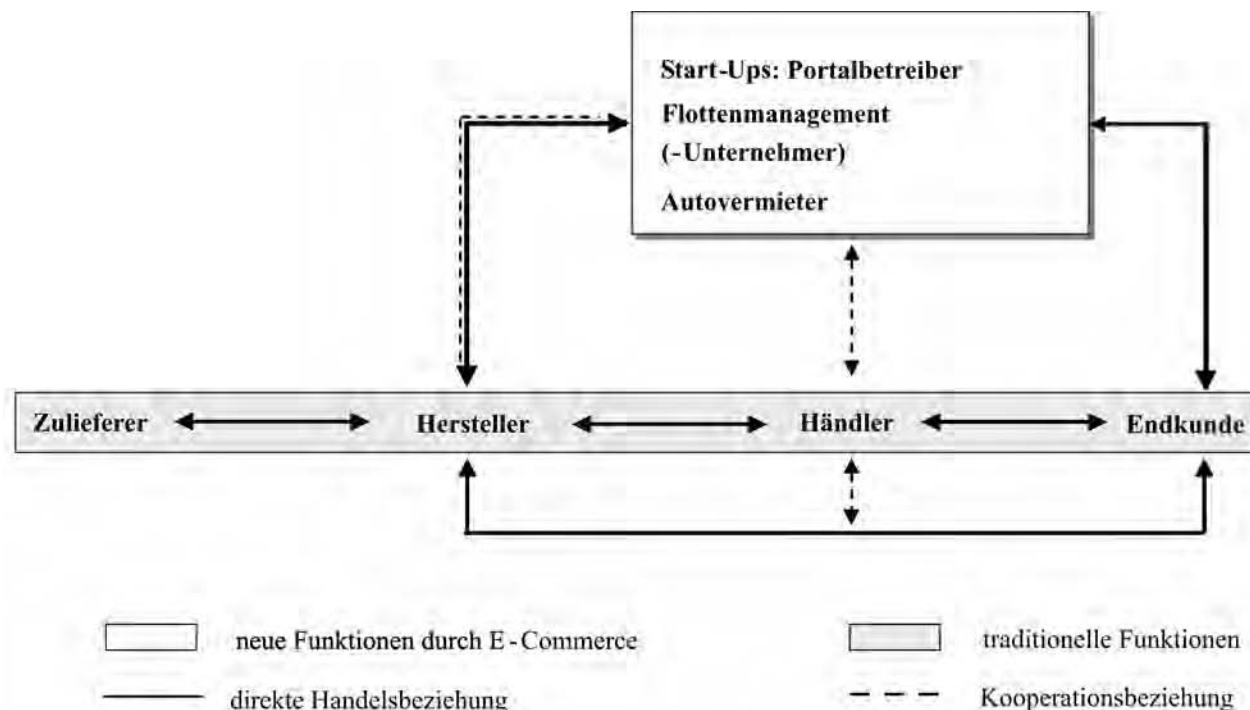 Start-Ups: Portalbetreiber
Flottenmanagement
(-Unternehmer)
Autovermieter
Zulieferer Hersteller Händler Endkunde
neue Funktionen durch E-Commerce traditionelle Funktionen
direkte Handelsbeziehung Kooperationsbeziehung